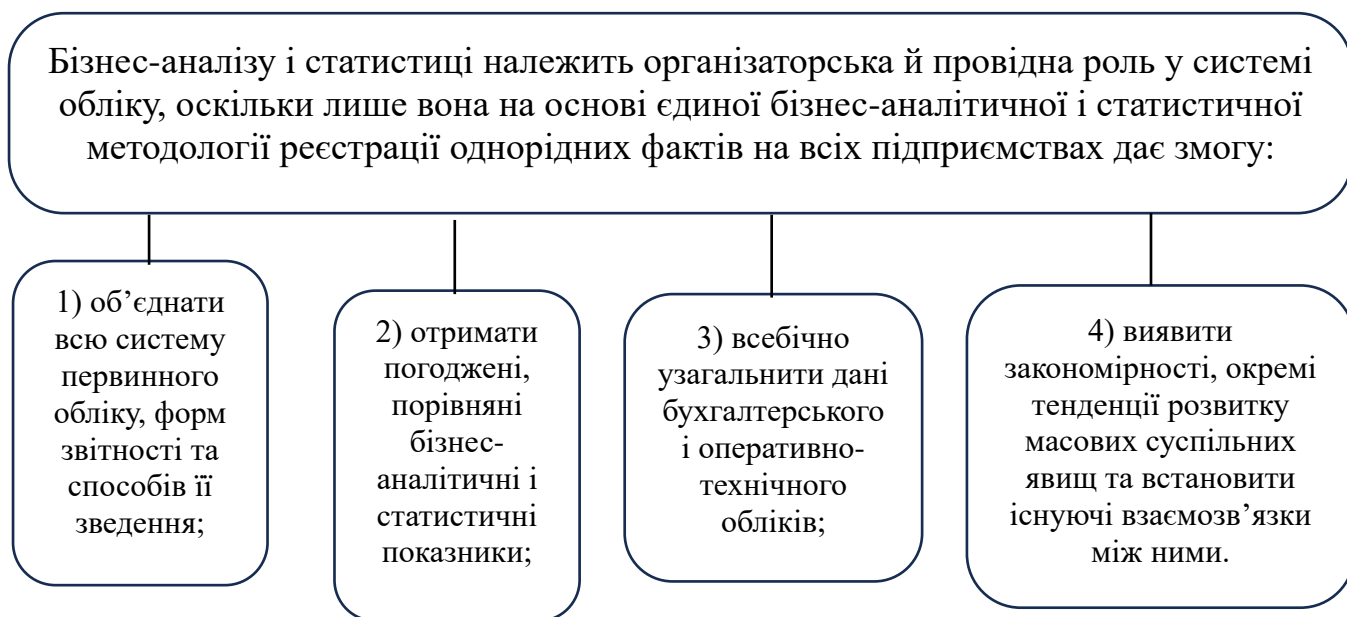 Бізнес-аналізу і статистиці належить організаторська й провідна роль у системі
обліку, оскільки лише вона на основі єдиної бізнес-аналітичної і статистичної
методології реєстрації однорідних фактів на всіх підприємствах дає змогу:
1) об’єднати
всю систему
первинного
обліку, форм
звітності та
способів її
зведення;
2) отримати
погоджені,
порівняні
бізнес-
аналітичні і
статистичні
показники;
3) всебічно
узагальнити дані
бухгалтерського
і оперативно-
технічного
обліків;
4) виявити
закономірності, окремі
тенденції розвитку
масових суспільних
явищ та встановити
існуючі взаємозв’язки
між ними.